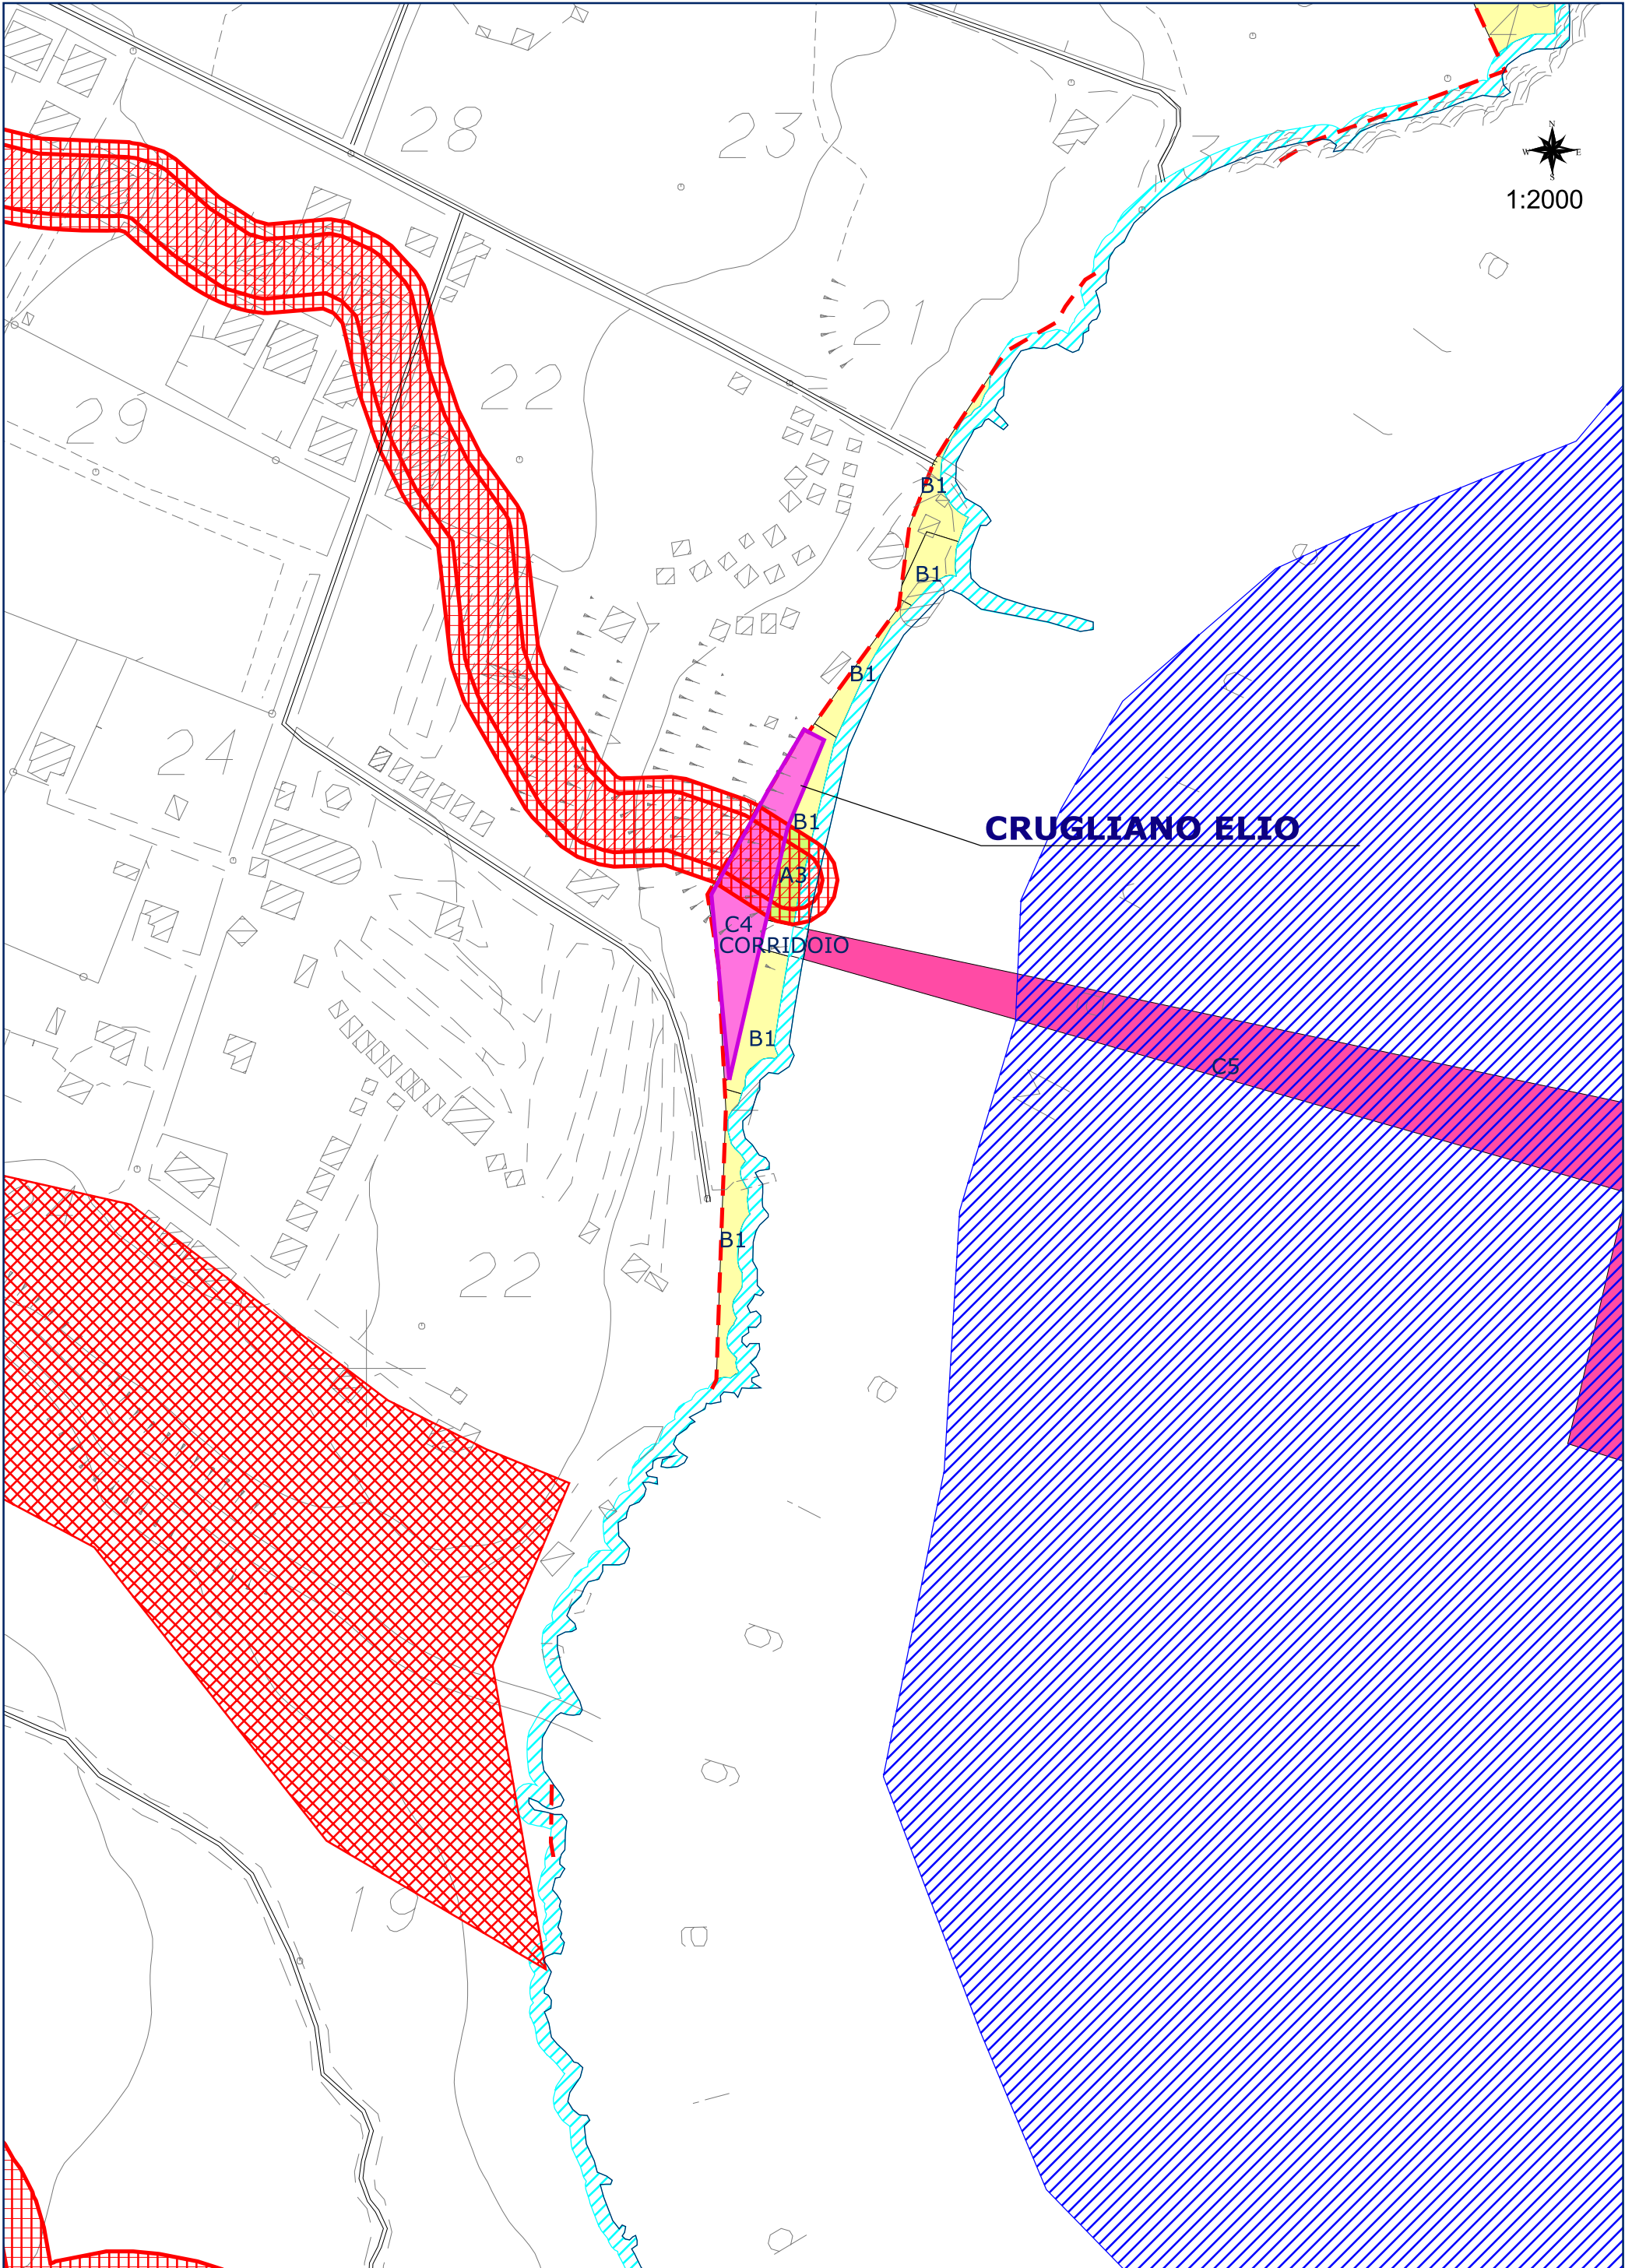 28
23
N
W E
S
1:2000
21
22
29
B1
B1
B1
24
CRUGLIANO ELIO
B1
A3
C4
CORRIDOIO
B1
C5
B1
22
19